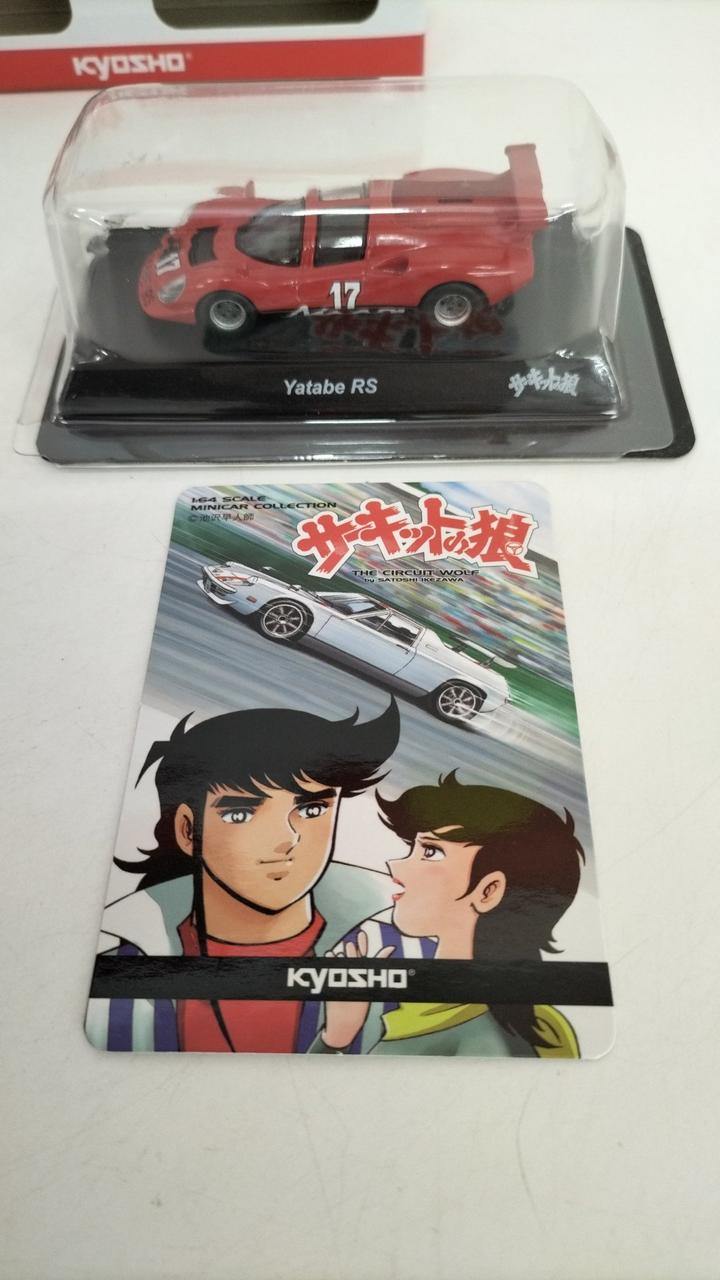 KYOSHO®
17
17
Yatabe RS
サーキットの狼
1:64 SCALE
MINICAR COLLECTION
©池沢早人師
サーキットの狼
THE CIRCUIT WOLF
by SATOSHI IKEZAWA
KYOSHO®